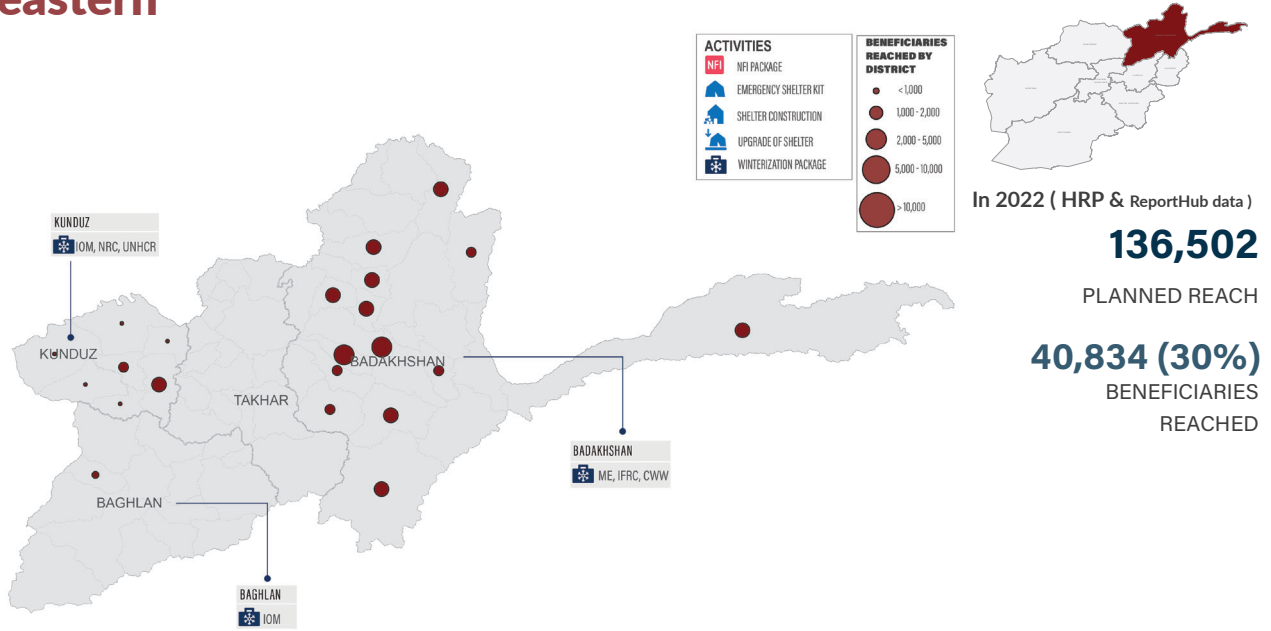 eastern
ACTIVITIES
NFI
NFI PACKAGE
EMERGENCY SHELTER KIT
SHELTER CONSTRUCTION
UPGRADE OF SHELTER
WINTERIZATION PACKAGE
BENEFICIARIES
REACHED BY
DISTRICT
<1,000
1,000 - 2,000
2,000 - 5,000
5,000 - 10,000
>10,000
In 2022 ( HRP & ReportHub data )
136,502
PLANNED REACH
40,834 (30%)
BENEFICIARIES
REACHED
KUNDUZ
IOM, NRC, UNHCR
KUNDUZ
BADAKHSHAN
TAKHAR
BADAKHSHAN
ME, IFRC, CWW
BAGHLAN
BAGHLAN
IOM